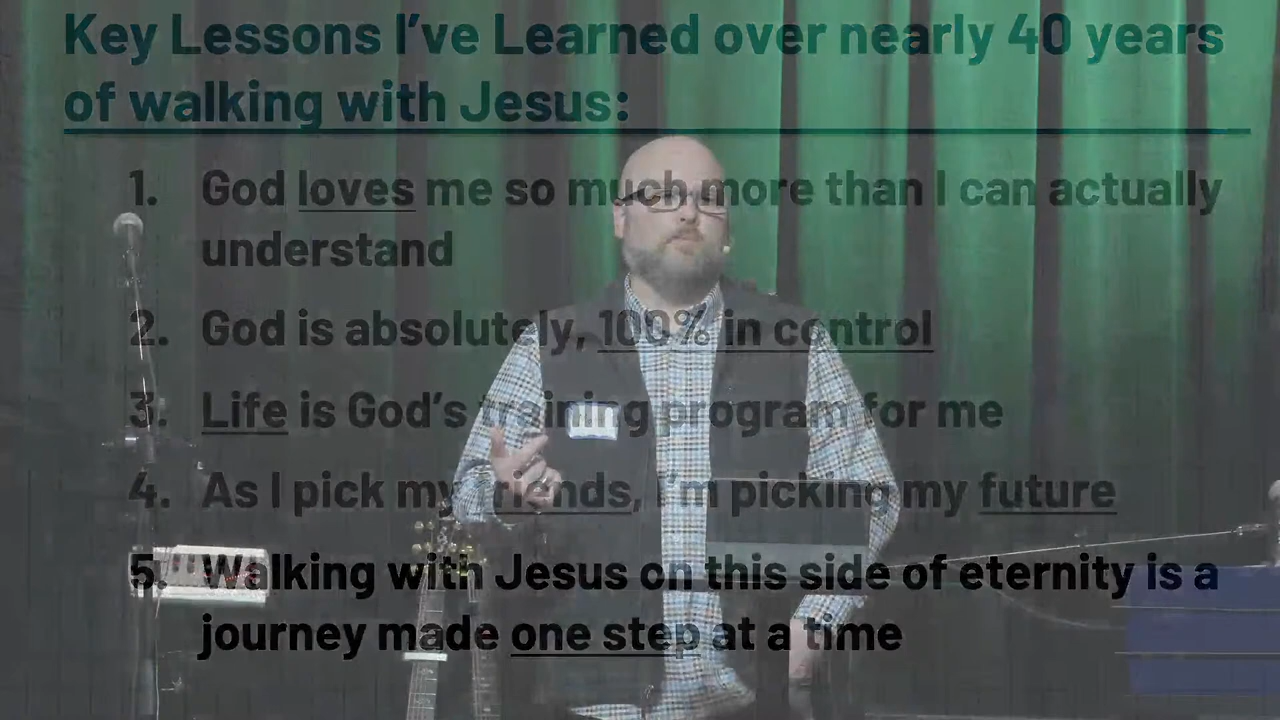 Key Lessons I’ve Learned over nearly 40 years
of walking with Jesus:
1. God loves me so much more than I can actually
understand
2. God is absolutely, 100% in control
3. Life is God’s training program for me
4. As I pick my friends, I’m picking my future
5. Walking with Jesus on this side of eternity is a
journey made one step at a time